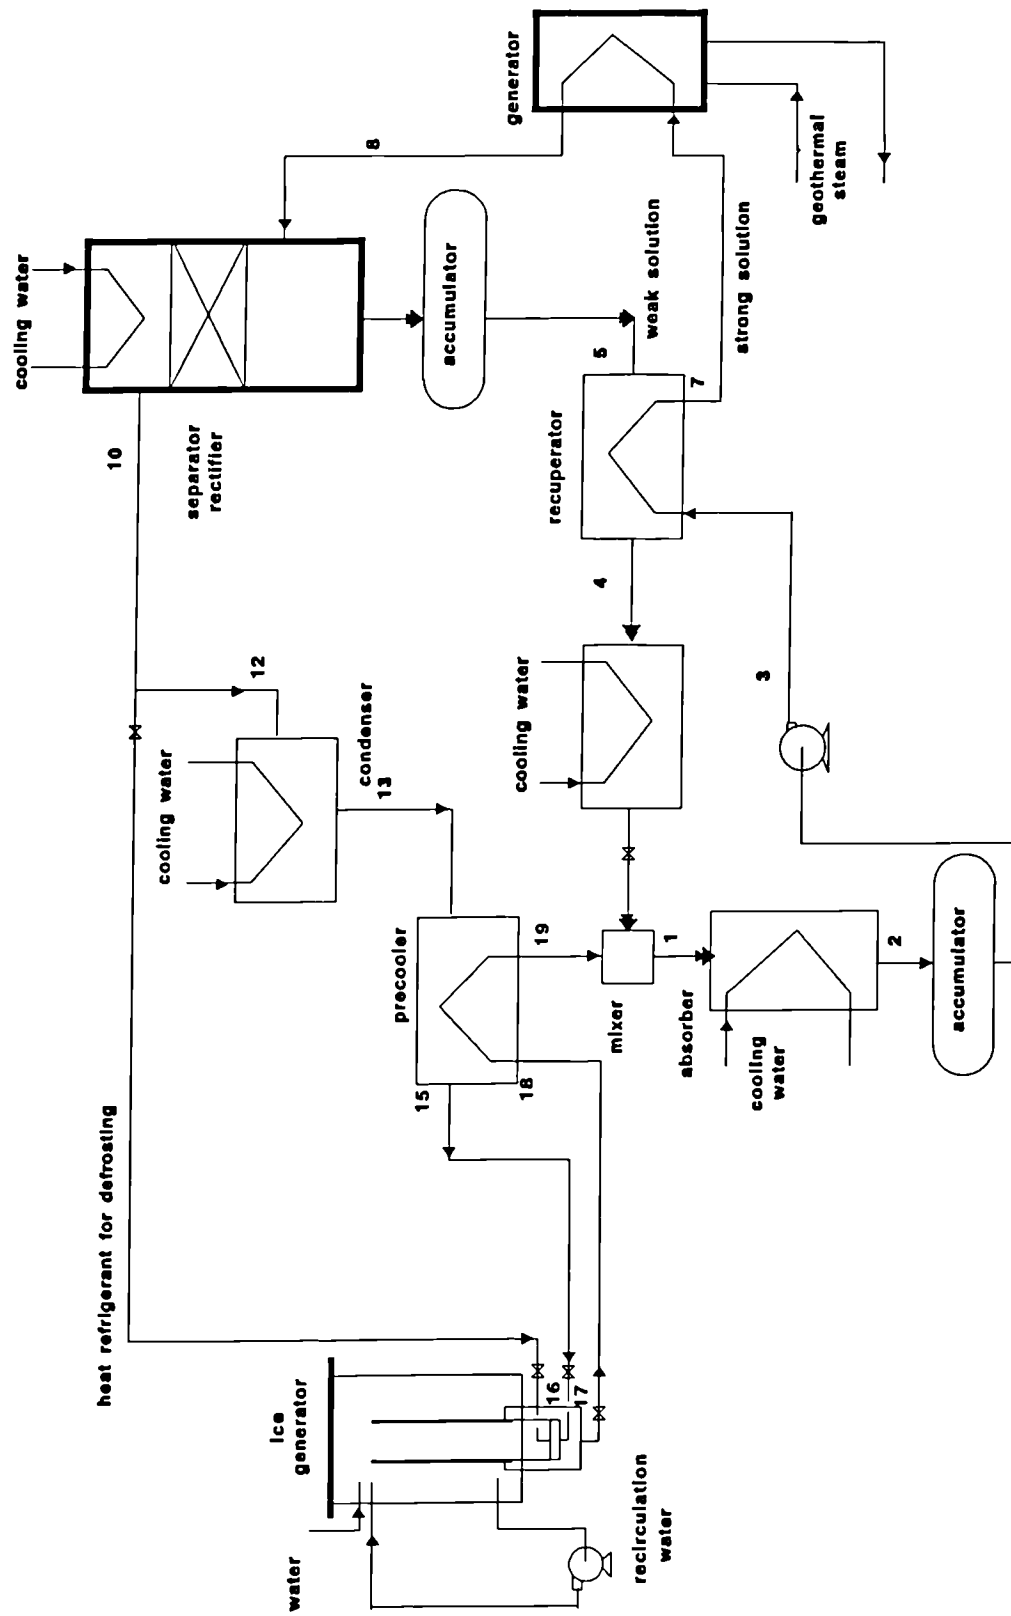 heat refrigerant for defrosting
10
cooling water
separator
rectifier
8
generator
geothermal
steam
accumulator
cooling water
12
condenser
13
5
weak solution
strong solution
7
recuperator
4
cooling water
3
precooler
19
15
18
mixer
1
absorber
cooling
water
2
accumulator
Ice
generator
16
17
water
recirculation
water